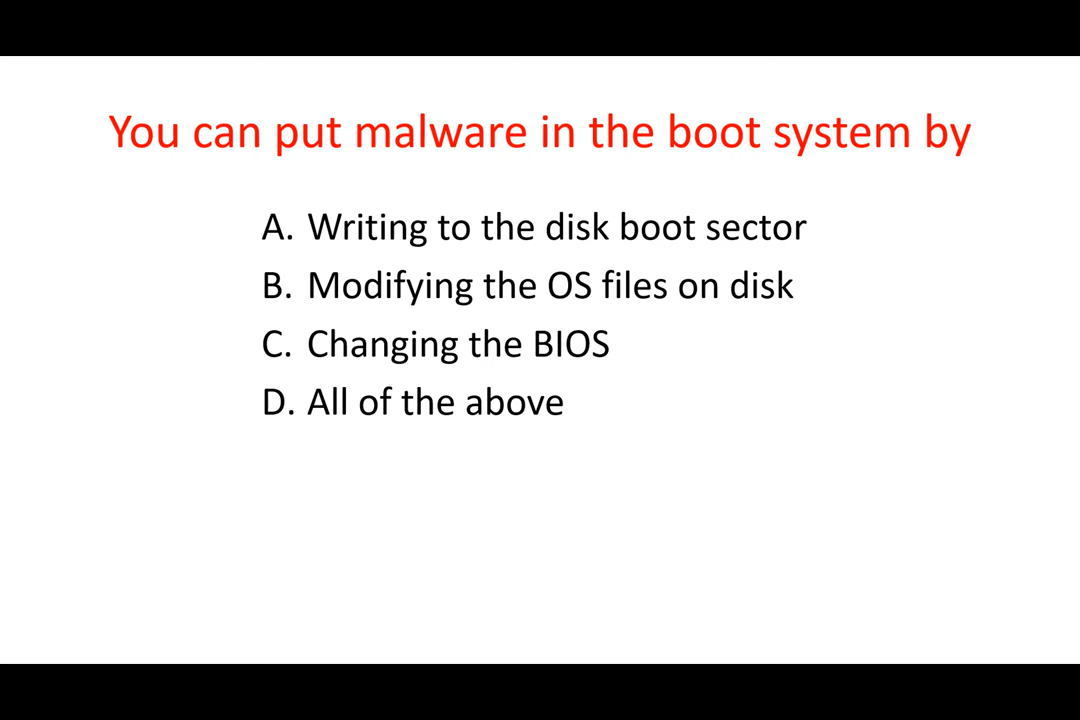 You can put malware in the boot system by
A. Writing to the disk boot sector
B. Modifying the OS files on disk
C. Changing the BIOS
D. All of the above